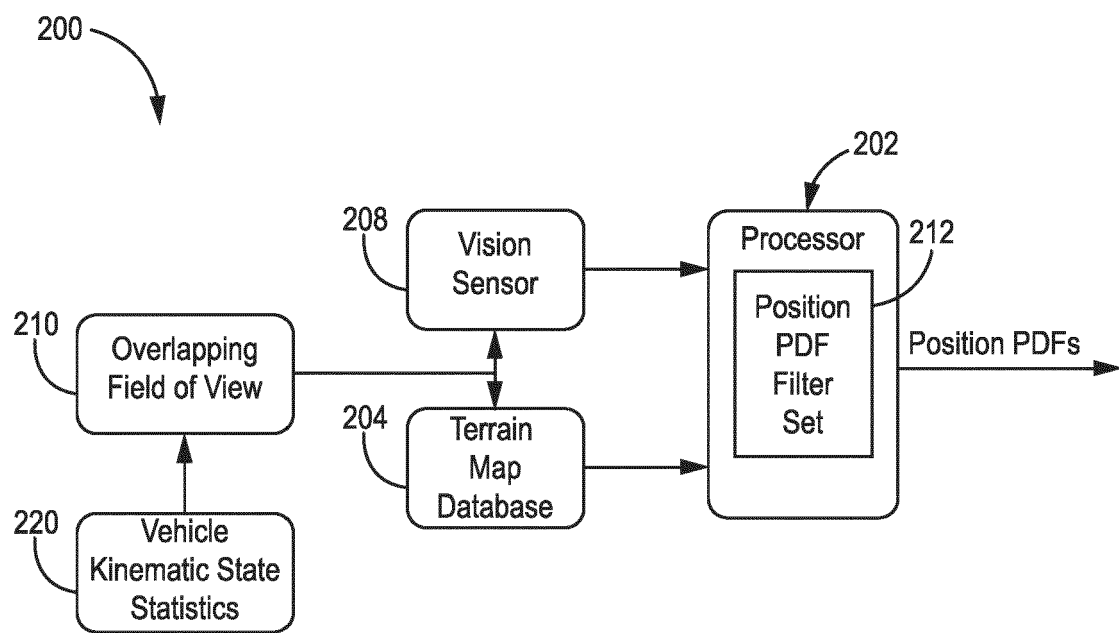 200
202
208
Vision
Sensor
Processor
212
Position
PDF
Filter
Set
Position PDFs
210
Overlapping
Field of View
204
Terrain
Map
Database
220
Vehicle
Kinematic State
Statistics